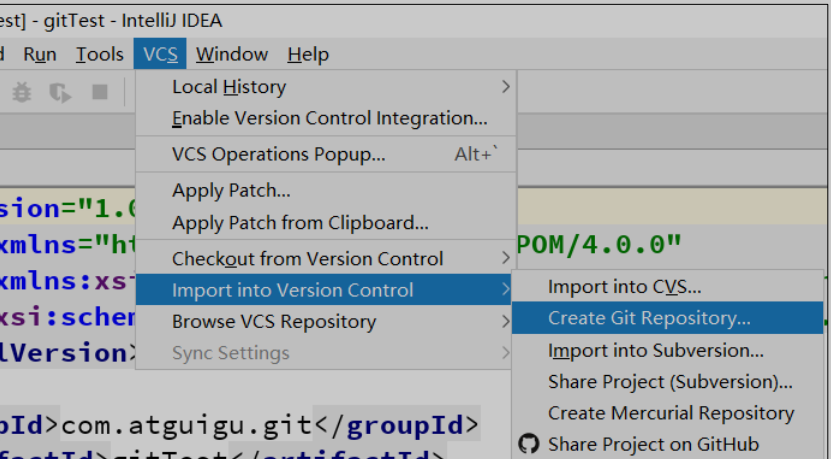 est] - gitTest - IntelliJ IDEA
Run Tools VCS Window Help
Local History
Enable Version Control Integration...
VCS Operations Popup... Alt+`
Apply Patch...
Apply Patch from Clipboard...
Checkout from Version Control
Import into Version Control
Browse VCS Repository
Sync Settings
Import into CVS...
Create Git Repository...
Import into Subversion...
Share Project (Subversion)...
Create Mercurial Repository
Share Project on GitHub
sion="1.0
xmlns="ht POM/4.0.0"
xmlns:xs
xsi:schem
lVersion>
pId>com.atguigu.git</groupId>
factId>gitTest</artifactId>